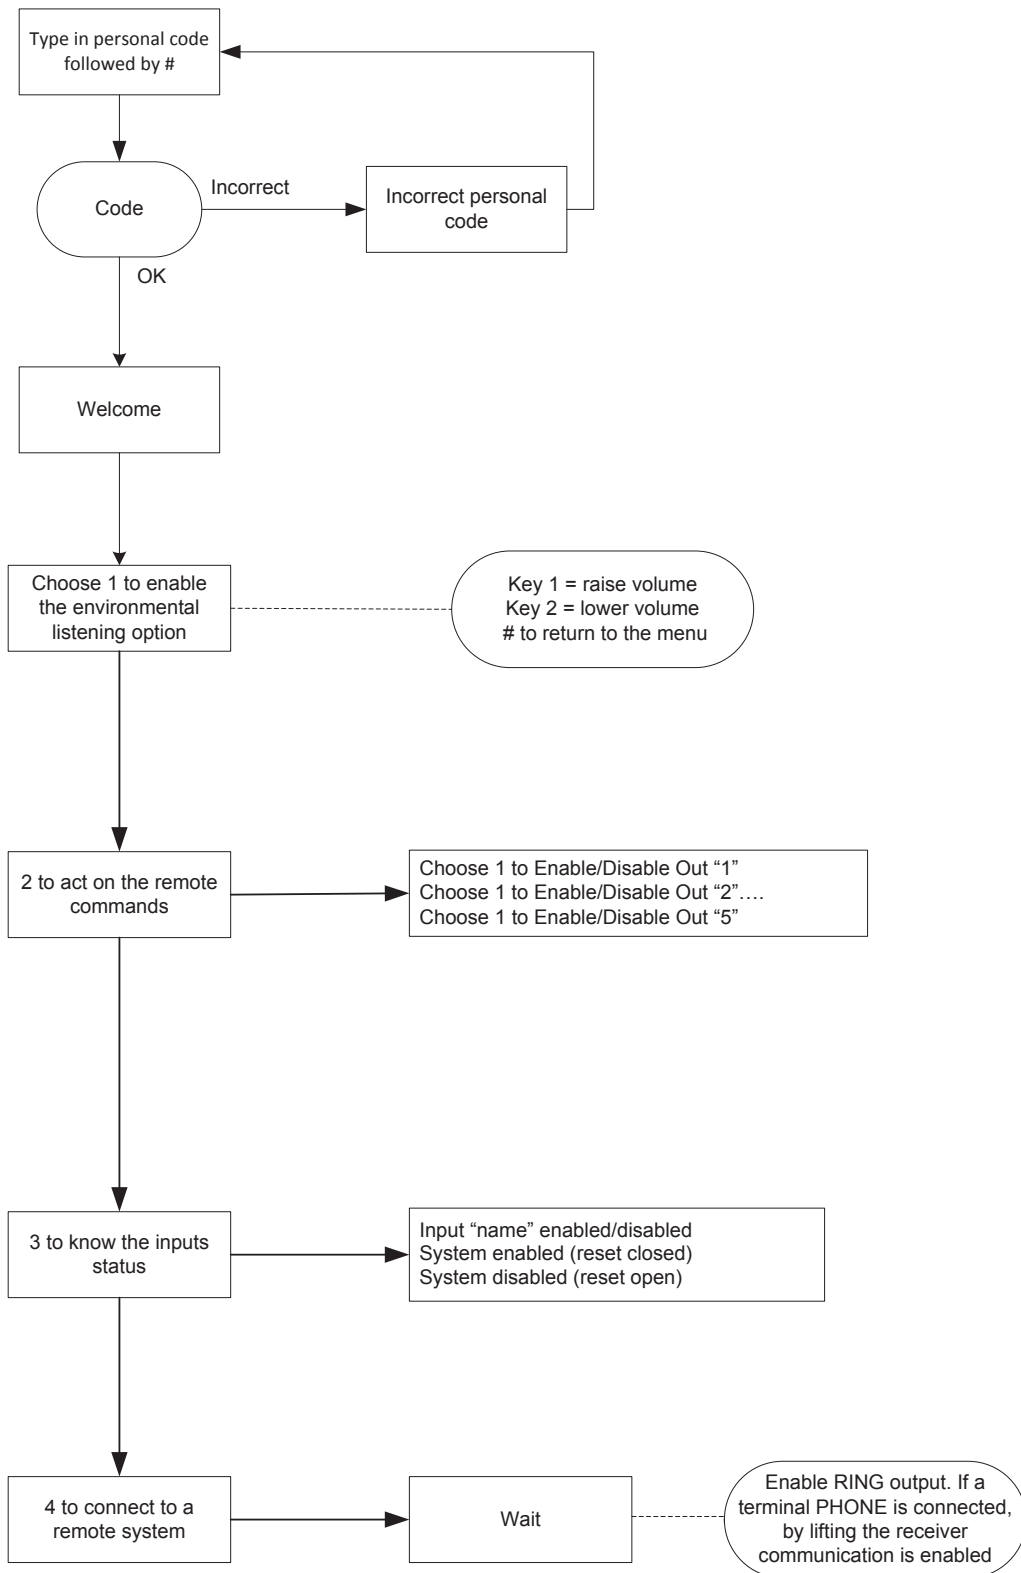 Type in personal code
followed by #
Code
Incorrect
Incorrect personal
code
OK
Welcome
Choose 1 to enable
the environmental
listening option
Key 1 = raise volume
Key 2 = lower volume
# to return to the menu
2 to act on the remote
commands
Choose 1 to Enable/Disable Out “1”
Choose 1 to Enable/Disable Out “2”….
Choose 1 to Enable/Disable Out “5”
3 to know the inputs
status
Input “name” enabled/disabled
System enabled (reset closed)
System disabled (reset open)
4 to connect to a
remote system
Wait
Enable RING output. If a
terminal PHONE is connected,
by lifting the receiver
communication is enabled